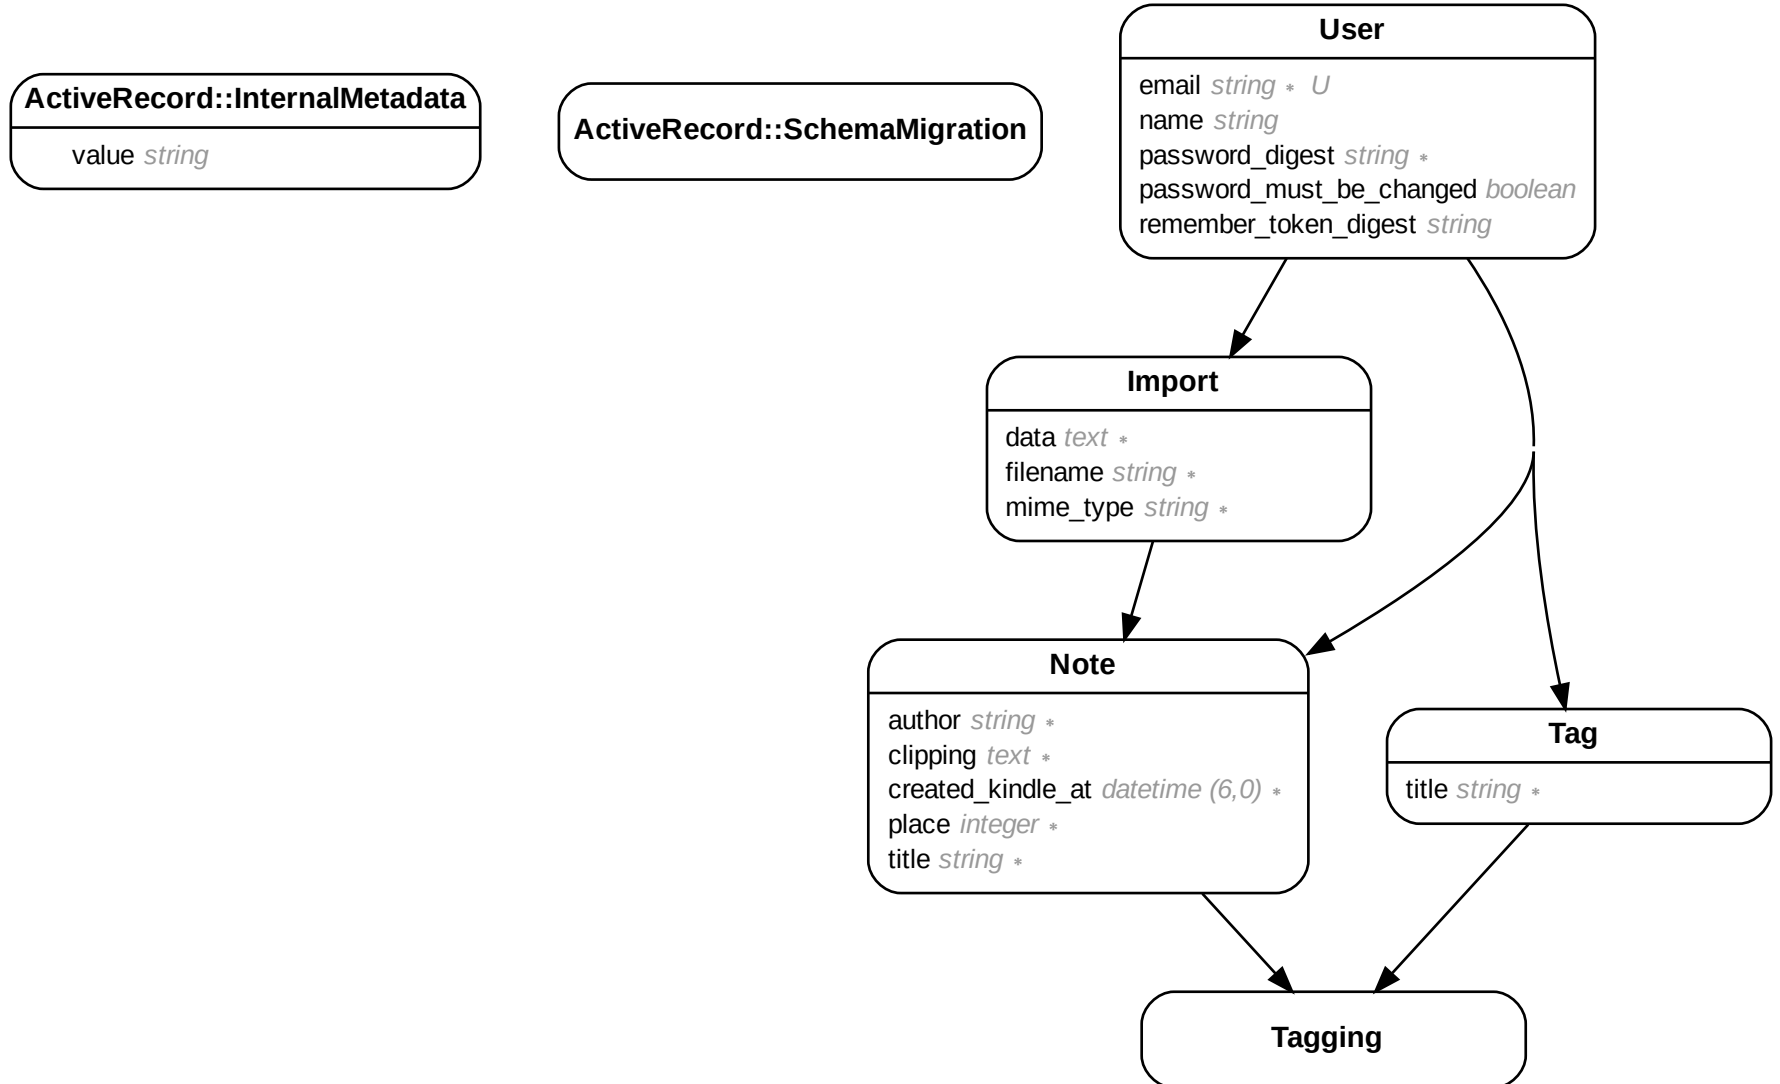 ActiveRecord::InternalMetadata
value string
ActiveRecord::SchemaMigration
User
email string * U
name string
password_digest string *
password_must_be_changed boolean
remember_token_digest string
Import
data text *
filename string *
mime_type string *
Note
author string *
clipping text *
created_kindle_at datetime (6,0) *
place integer *
title string *
Tag
title string *
Tagging